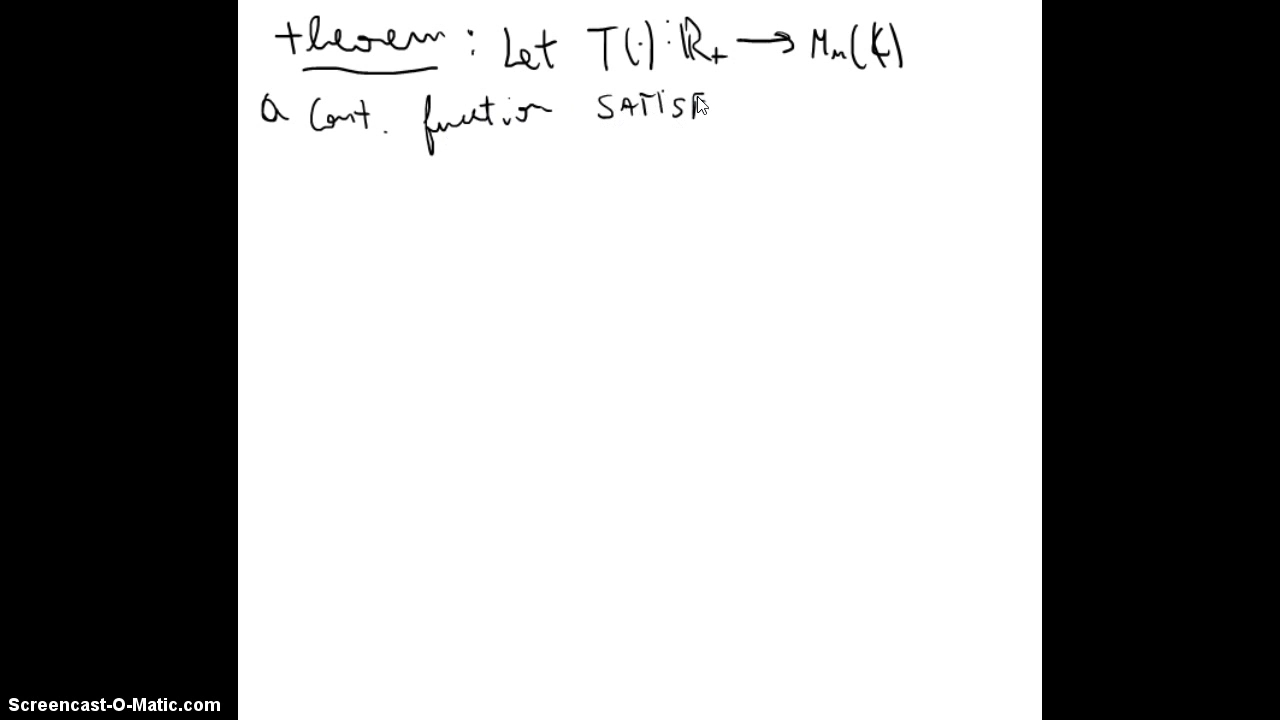 theorem : Let T(·) : ℝ₊ → Mₙ(ℂ)
a cont. function SATISF
Screencast-O-Matic.com